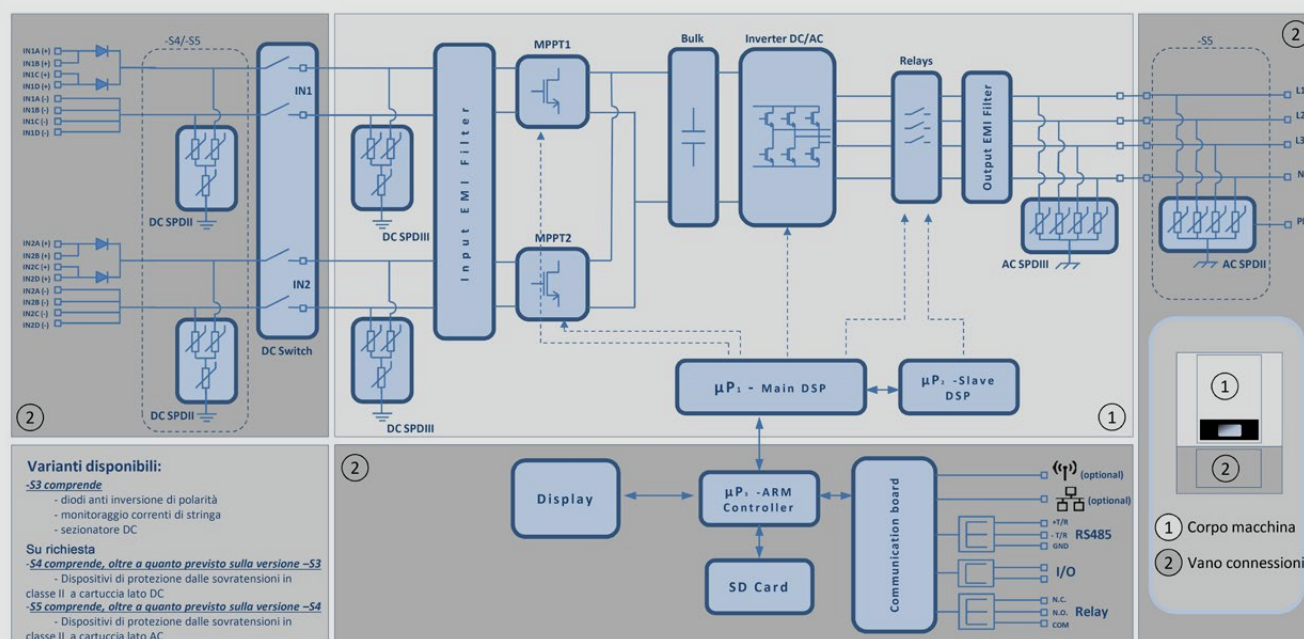 2
-S4/-S5
IN1A (+)
IN1B (+)
IN1C (+)
IN1D (+)
IN1A (-)
IN1B (-)
IN1C (-)
IN1D (-)
IN1
DC SPDII
IN2A (+)
IN2B (+)
IN2C (+)
IN2D (+)
IN2A (-)
IN2B (-)
IN2C (-)
IN2D (-)
IN2
DC Switch
DC SPDII
2
DC SPDIII
DC SPDIII
Input EMI Filter
MPPT1
MPPT2
Bulk
Inverter DC/AC
Relays
Output EMI Filter
AC SPDIII
µP₁ - Main DSP
µP₂ -Slave
DSP
1
-S5
L1
L2
L3
N
AC SPDII
1
2
1 Corpo macchina
2 Vano connessioni
Varianti disponibili:
-S3 comprende
- diodi anti inversione di polarità
- monitoraggio correnti di stringa
- sezionatore DC
Su richiesta
-S4 comprende, oltre a quanto previsto sulla versione –S3
- Dispositivi di protezione dalle sovratensioni in
classe II a cartuccia lato DC
-S5 comprende, oltre a quanto previsto sulla versione –S4
- Dispositivi di protezione dalle sovratensioni in
classe II a cartuccia lato AC
2
Display
µP₃ -ARM
Controller
SD Card
Communication board
(optional)
(optional)
+T/R
- T/R
GND
RS485
I/O
N.C.
N.O.
COM
Relay